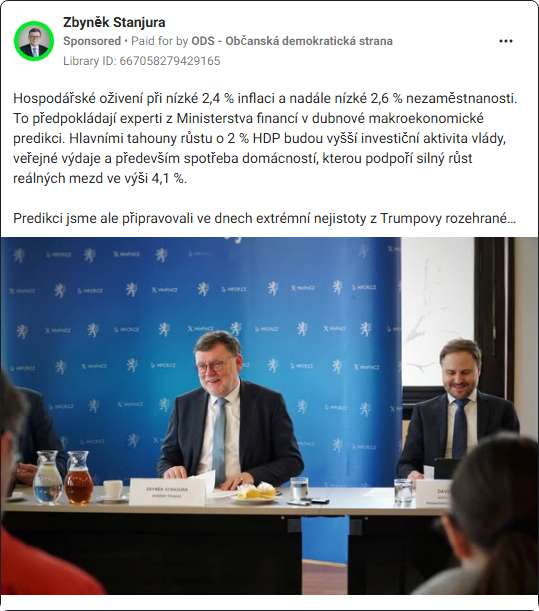 Zbyněk Stanjura
Sponsored • Paid for by ODS - Občanská demokratická strana
Library ID: 667058279429165
Hospodářské oživení při nízké 2,4 % inflaci a nadále nízké 2,6 % nezaměstnanosti.
To předpokládají experti z Ministerstva financí v dubnové makroekonomické
predikci. Hlavními tahouny růstu o 2 % HDP budou vyšší investiční aktivita vlády,
veřejné výdaje a především spotřeba domácností, kterou podpoří silný růst
reálných mezd ve výši 4,1 %.
Predikci jsme ale připravovali ve dnech extrémní nejistoty z Trumpovy rozehrané…
ZBYNĚK STANJURA